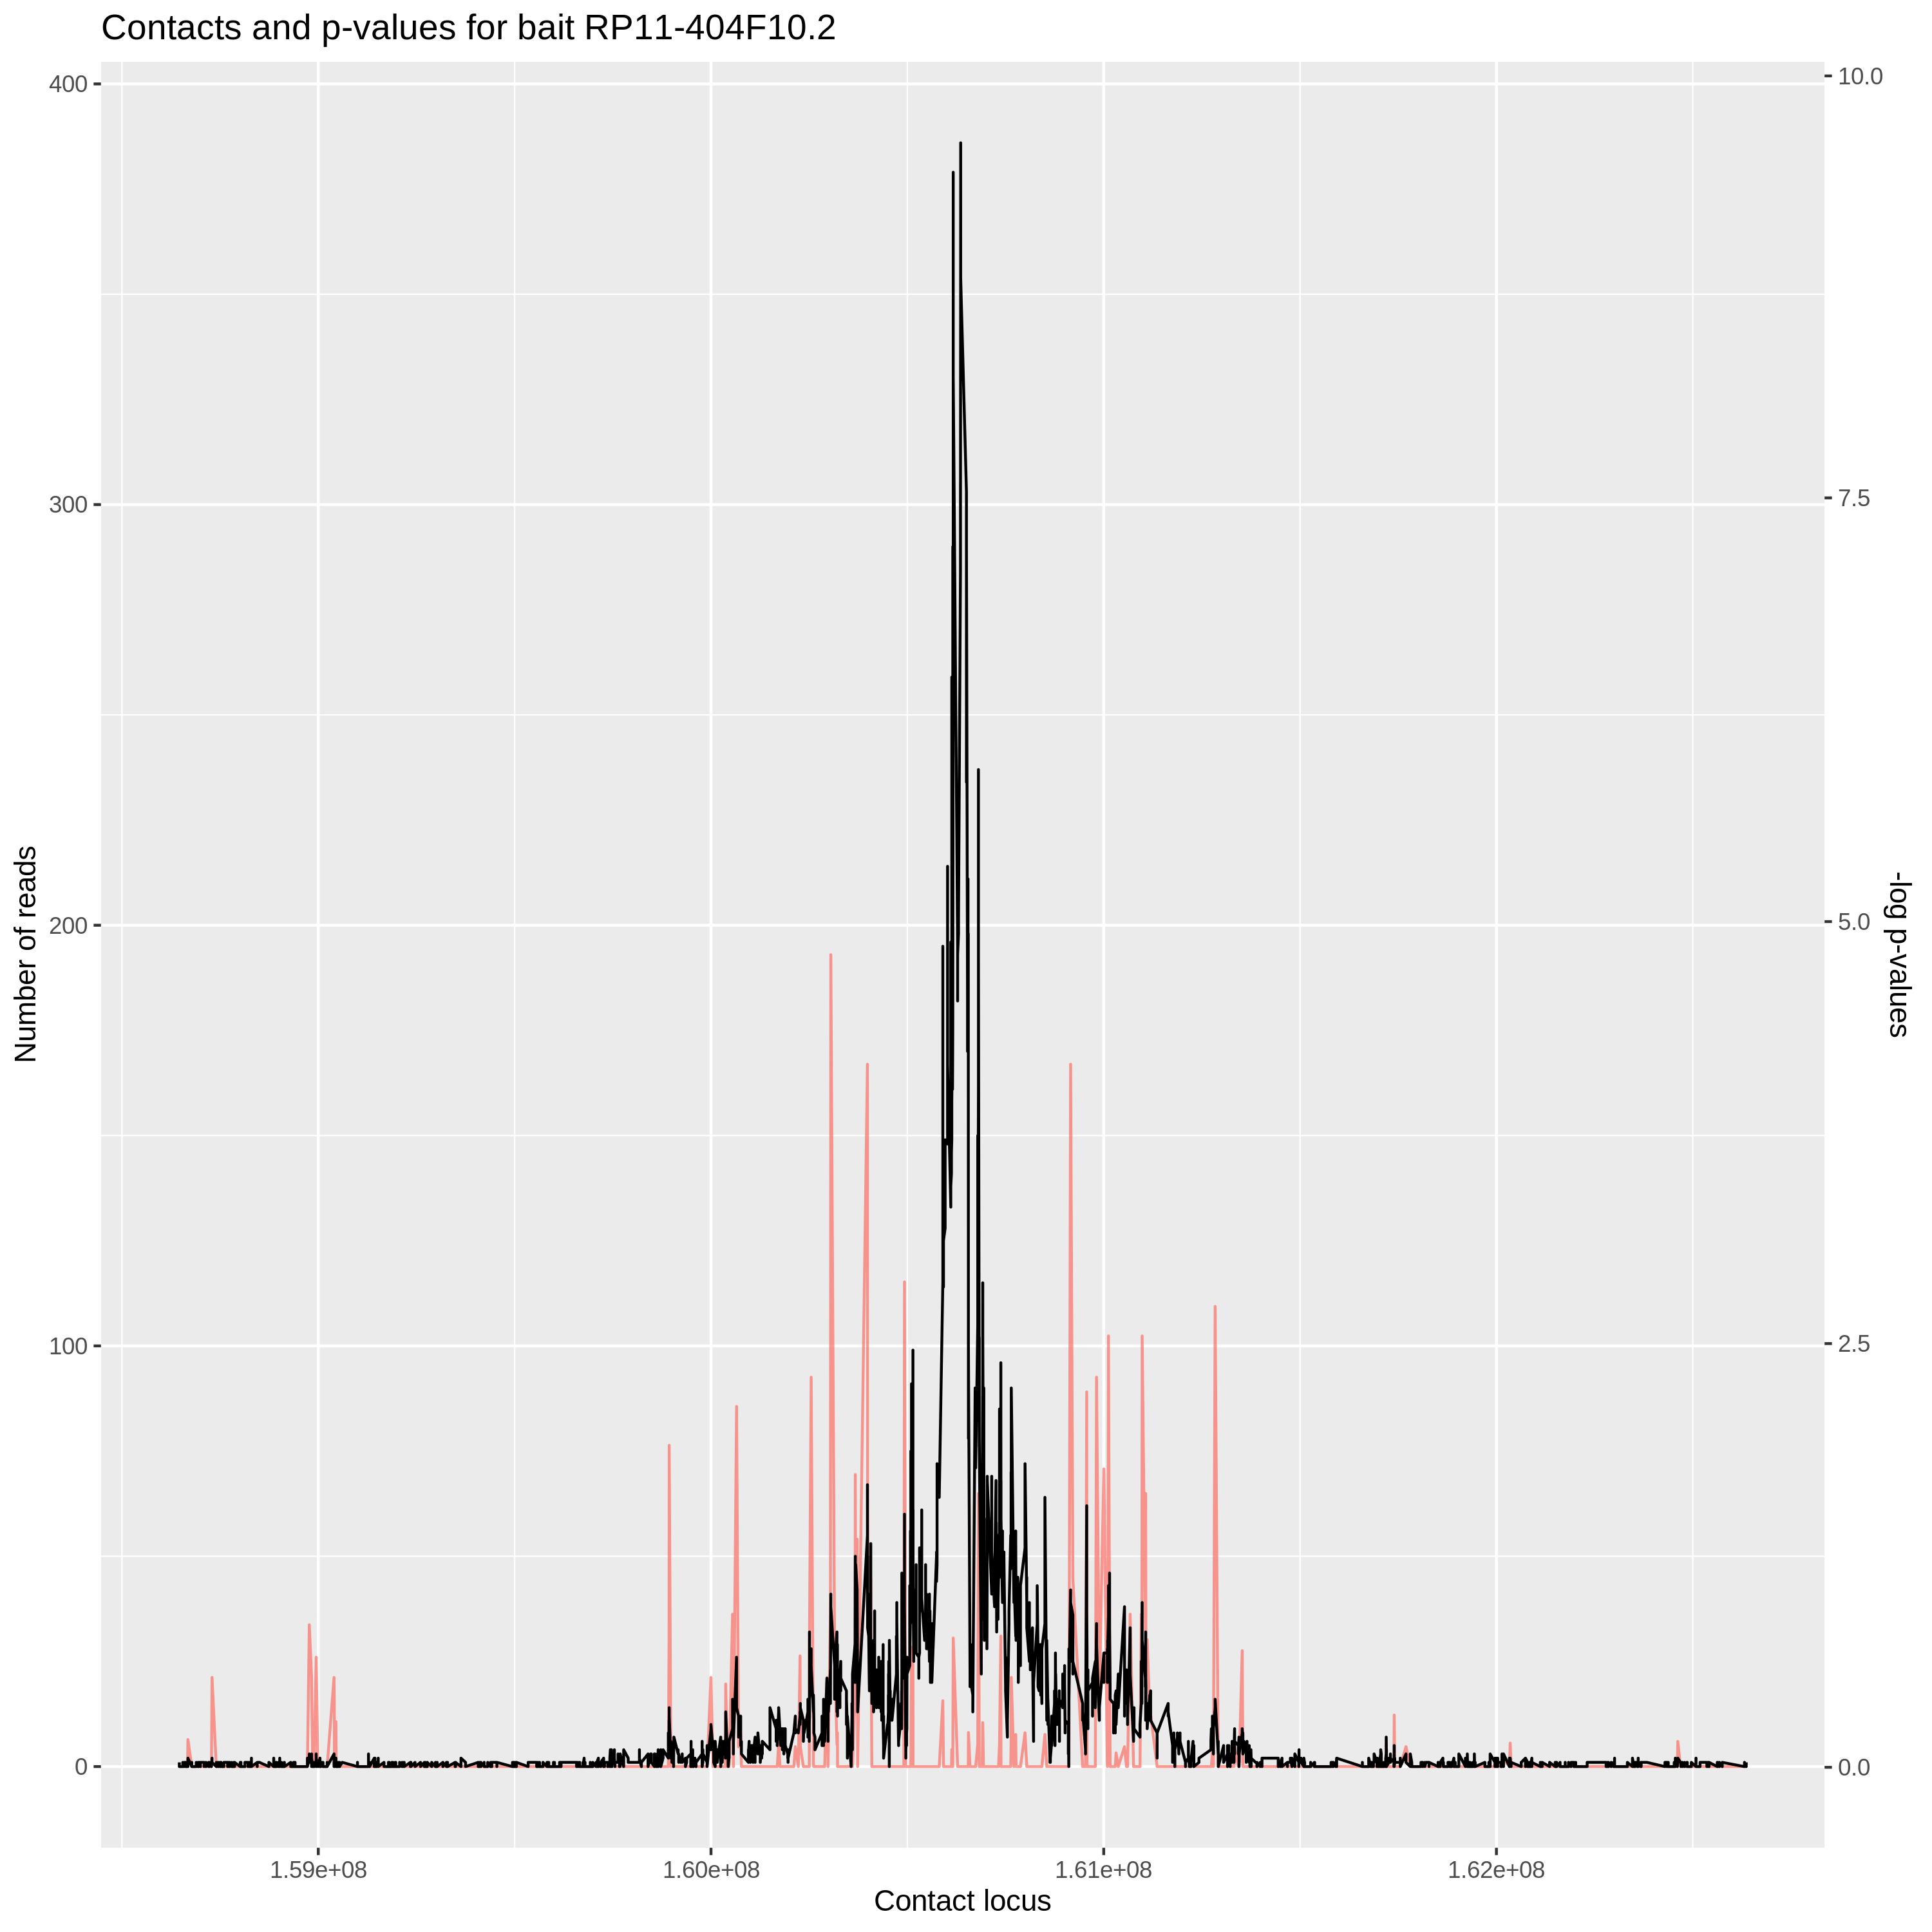 Contacts and p-values for bait RP11-404F10.2
400
300
200
100
0
10.0
7.5
5.0
2.5
0.0
Number of reads
-log p-values
1.59e+08
1.60e+08
1.61e+08
1.62e+08
Contact locus